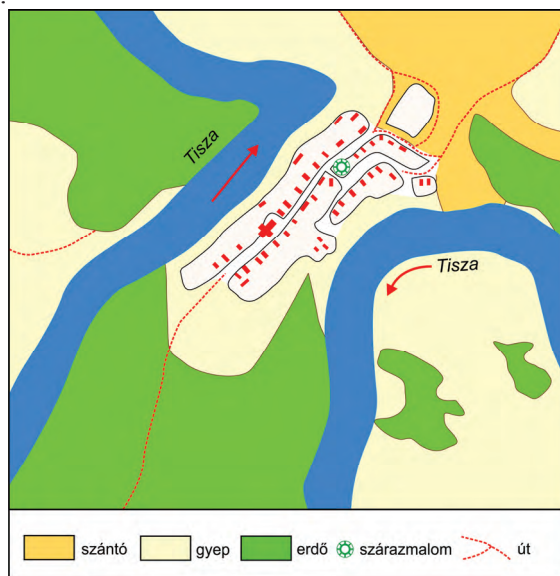 Tisza
Tisza
szántó
gyep
erdő
szárazmalom
út